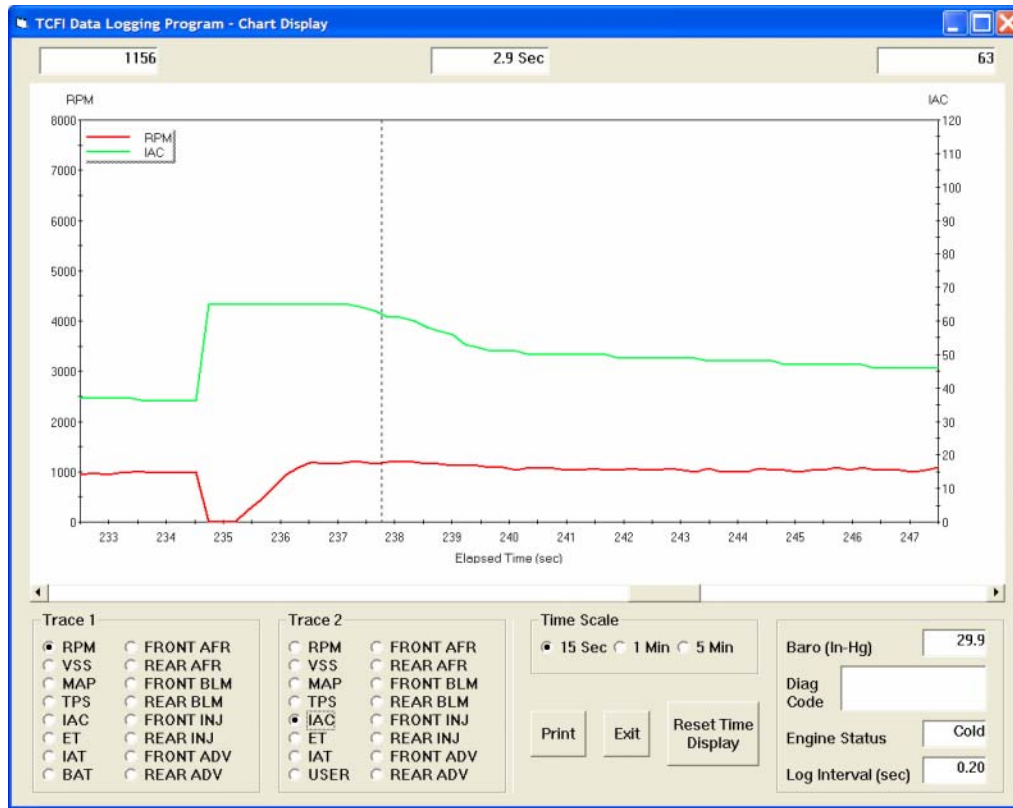 TCFI Data Logging Program - Chart Display
1156
2.9 Sec
63
RPM
IAC
8000
7000
6000
5000
4000
3000
2000
1000
0
RPM
IAC
120
110
100
90
80
70
60
50
40
30
20
10
0
233 234 235 236 237 238 239 240 241 242 243 244 245 246 247
Elapsed Time (sec)
Trace 1
RPM FRONT AFR
VSS REAR AFR
MAP FRONT BLM
TPS REAR BLM
IAC FRONT INJ
ET REAR INJ
IAT FRONT ADV
BAT REAR ADV
Trace 2
RPM FRONT AFR
VSS REAR AFR
MAP FRONT BLM
TPS REAR BLM
IAC FRONT INJ
ET REAR INJ
IAT FRONT ADV
USER REAR ADV
Time Scale
15 Sec 1 Min 5 Min
Print
Exit
Reset Time
Display
Baro (In-Hg) 29.9
Diag
Code
Engine Status Cold
Log Interval (sec) 0.20